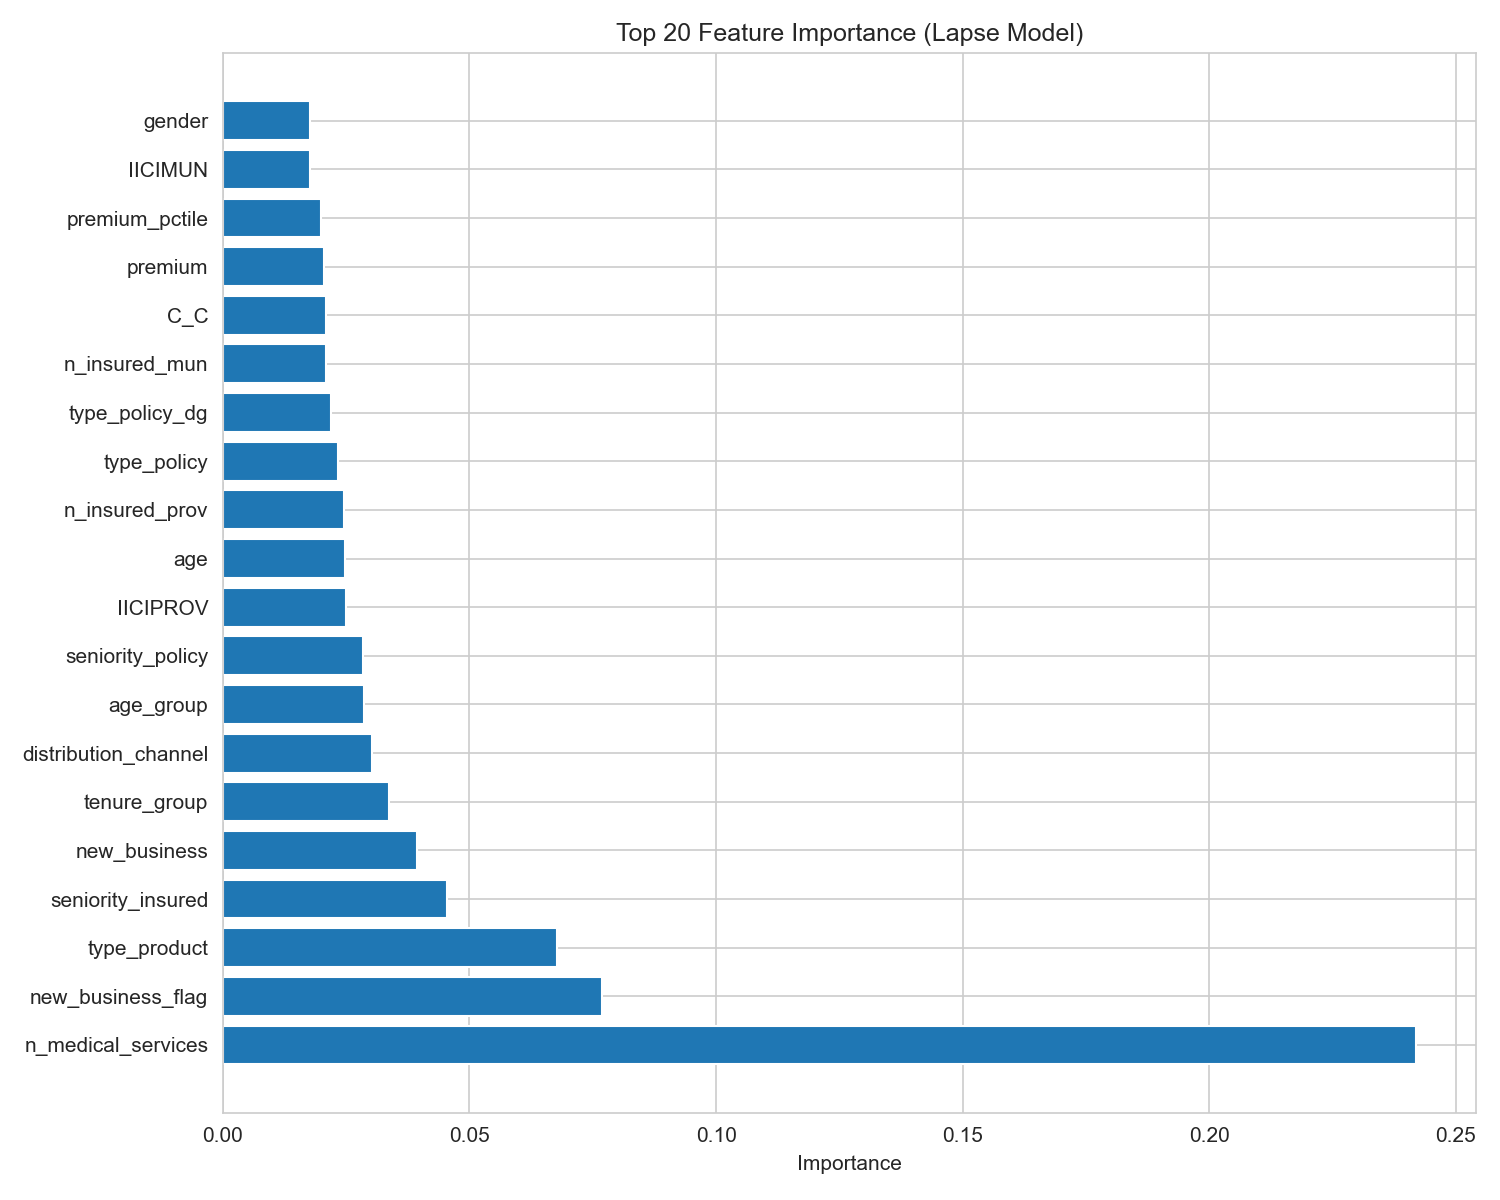 Top 20 Feature Importance (Lapse Model)
gender
IICIMUN
premium_pctile
premium
C_C
n_insured_mun
type_policy_dg
type_policy
n_insured_prov
age
IICIPROV
seniority_policy
age_group
distribution_channel
tenure_group
new_business
seniority_insured
type_product
new_business_flag
n_medical_services
0.00 0.05 0.10 0.15 0.20 0.25
Importance